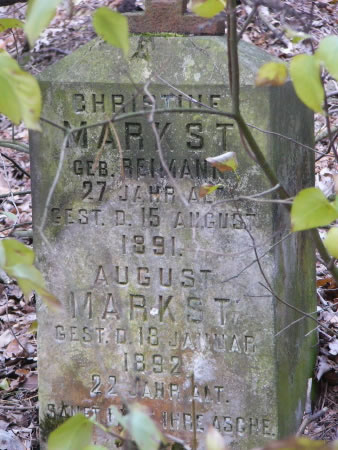 CHRISTINE
MARKST
GEB. REIMANN
27 JAHR AL
GEST. D. 15 AUGUST
1891.
AUGUST
MARKST
GEST. D. 18 JANUAR
1892
22 JAHR ALT.
SANFT IHRE ASCHE.